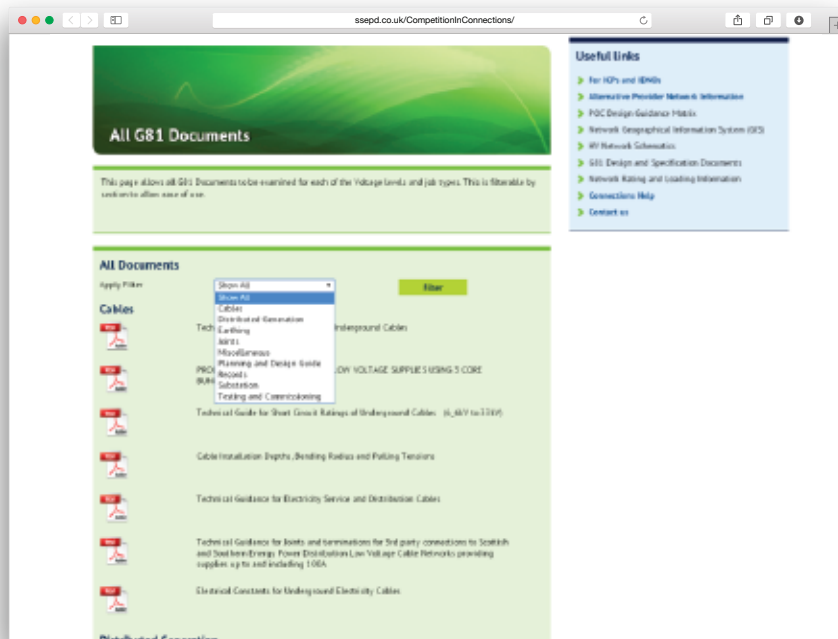 ssepd.co.uk/CompetitionInConnections/
All G81 Documents
This page allows all G81 Documents to be examined for each of the Voltage levels and job types. This is filterable by
section to allow ease of use.
All Documents
Apply Filter
Show All
Filter
Show All
Cables
Distributed Generation
Earthing
Joints
Miscellaneous
Planning and Design Guide
Records
Substation
Testing and Commissioning
Cables
Tech
Underground Cables
LOW VOLTAGE SUPPLIES USING 3 CORE
Technical Guide for Short Circuit Ratings of Underground Cables (6.6kV to 33kV)
Cable Installation Depths, Bending Radius and Pulling Tensions
Technical Guidance for Electricity Service and Distribution Cables
Technical Guidance for Joints and terminations for 3rd party connections to Scottish
and Southern Energy Power Distribution Low Voltage Cable Networks providing
supplies up to and including 100A
Electrical Constants for Underground Electricity Cables
Distributed Generation
Useful links
For ICPs and IDNOs
Alternative Provider Network Information
POC Design Guidance Matrix
Network Geographical Information System (GIS)
HV Network Schematics
G81 Design and Specification Documents
Network Rating and Loading Information
Connections Help
Contact us